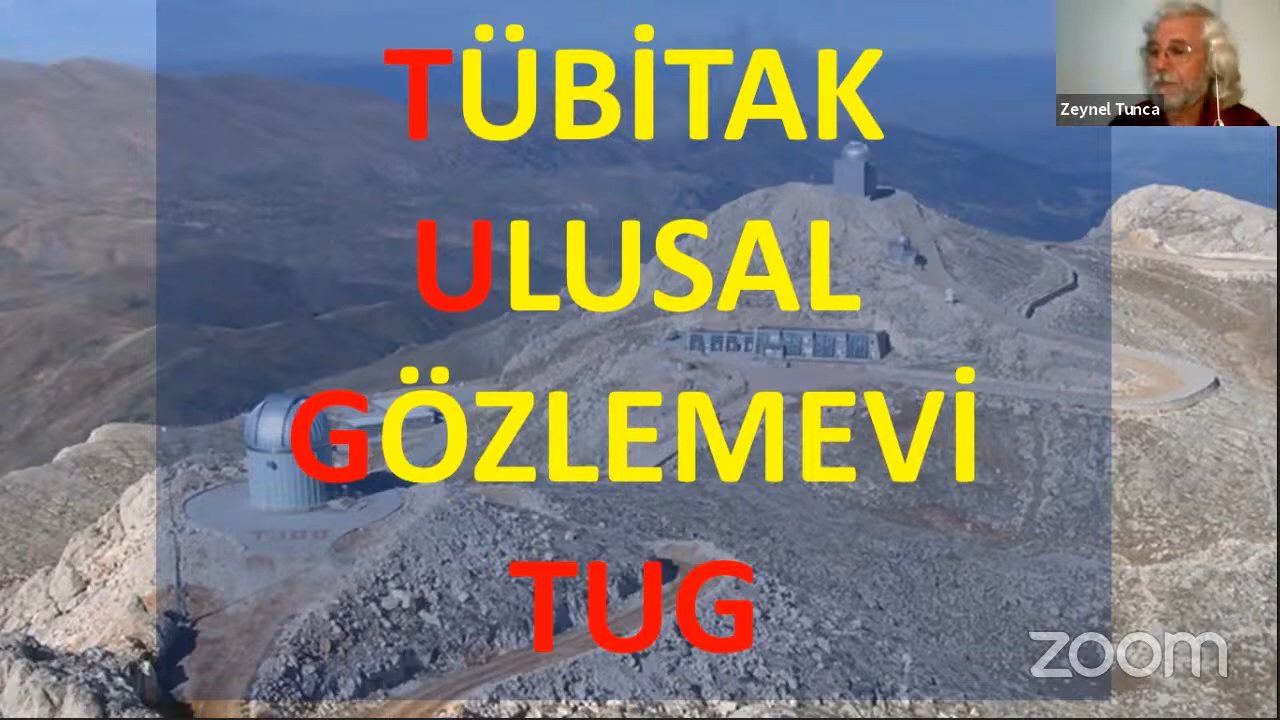 TÜBİTAK
ULUSAL
GÖZLEMEVİ
TUG
Zeynel Tunca
zoom